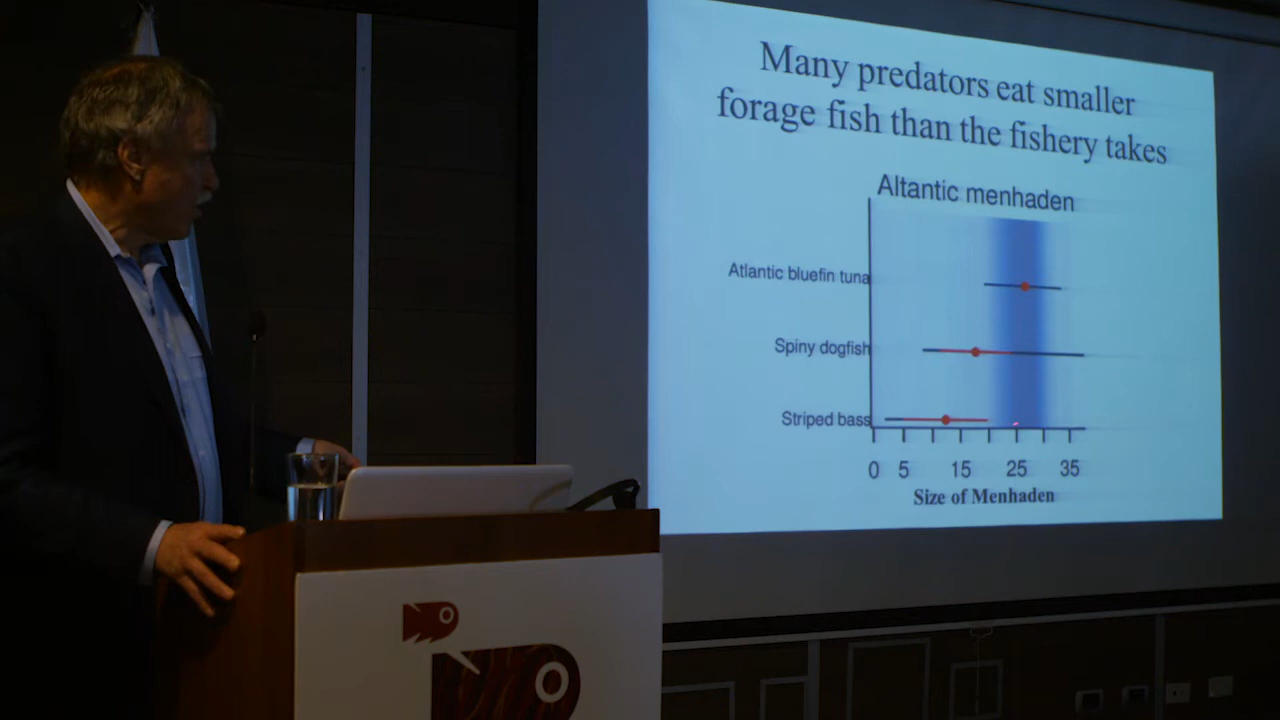 Many predators eat smaller
forage fish than the fishery takes
Altantic menhaden
Atlantic bluefin tuna
Spiny dogfish
Striped bass
0 5 15 25 35
Size of Menhaden